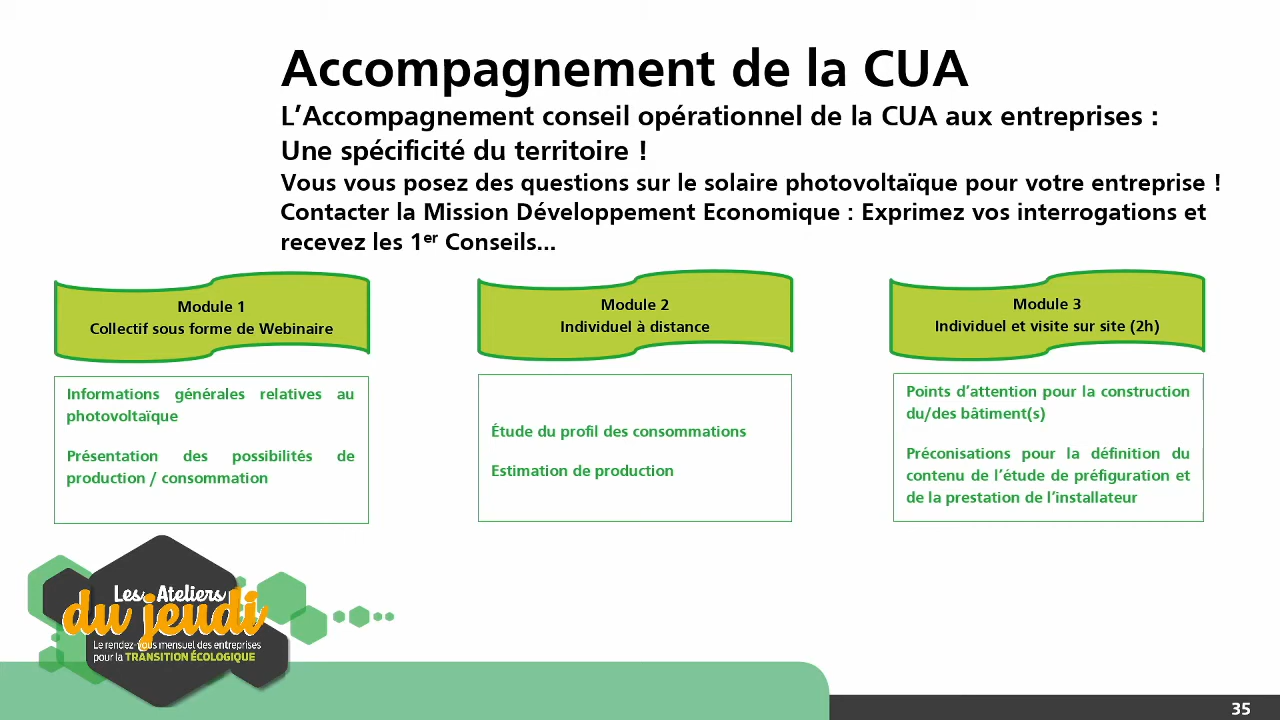 Accompagnement de la CUA
L’Accompagnement conseil opérationnel de la CUA aux entreprises :
Une spécificité du territoire !
Vous vous posez des questions sur le solaire photovoltaïque pour votre entreprise !
Contacter la Mission Développement Economique : Exprimez vos interrogations et
recevez les 1er Conseils...
Module 1
Collectif sous forme de Webinaire
Informations générales relatives au
photovoltaïque
Présentation des possibilités de
production / consommation
Module 2
Individuel à distance
Étude du profil des consommations
Estimation de production
Module 3
Individuel et visite sur site (2h)
Points d’attention pour la construction
du/des bâtiment(s)
Préconisations pour la définition du
contenu de l’étude de préfiguration et
de la prestation de l’installateur
Les Ateliers
du jeudi
Le rendez-vous mensuel des entreprises
pour la TRANSITION ÉCOLOGIQUE
35